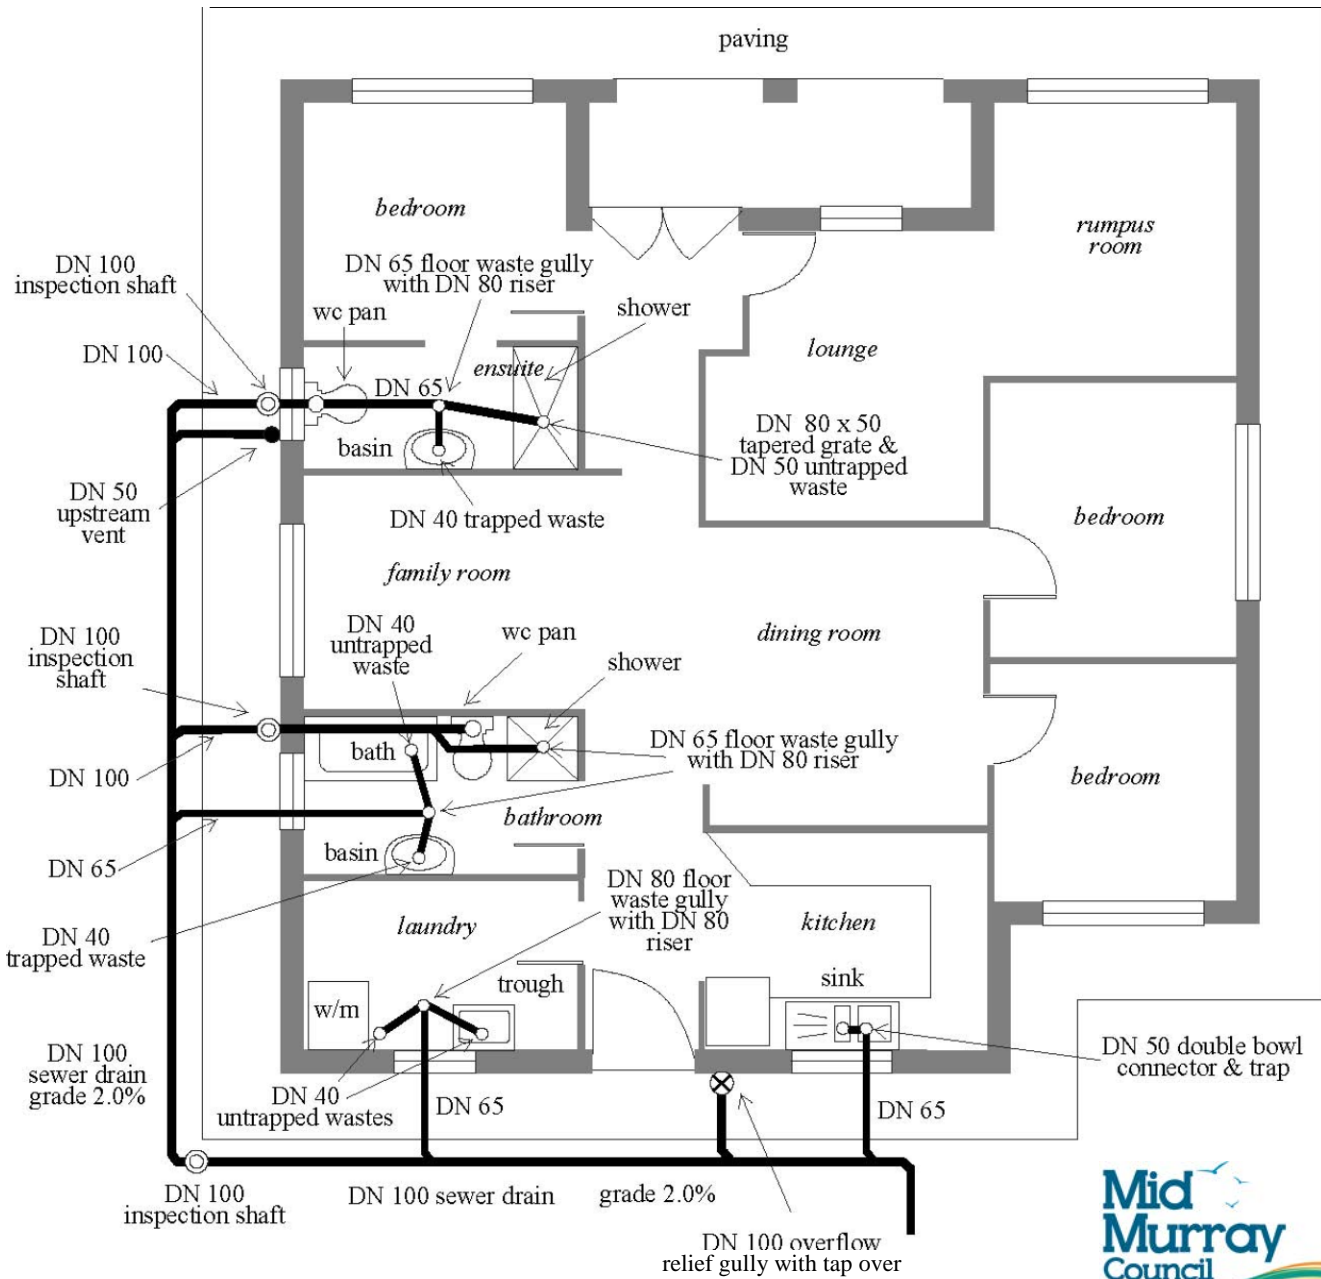 paving
bedroom
rumpus
room
DN 100
inspection shaft
DN 65 floor waste gully
with DN 80 riser
wc pan
shower
DN 100
lounge
ensuite
DN 65
basin
DN 80 x 50
tapered grate &
DN 50 untrapped
waste
DN 50
upstream
vent
DN 40 trapped waste
bedroom
family room
DN 40
untrapped
waste
wc pan
dining room
DN 100
inspection
shaft
shower
bath
DN 65 floor waste gully
with DN 80 riser
DN 100
bedroom
bathroom
basin
DN 65
DN 80 floor
waste gully
with DN 80
riser
laundry
kitchen
DN 40
trapped waste
trough
sink
w/m
DN 100
sewer drain
grade 2.0%
DN 50 double bowl
connector & trap
DN 40
untrapped wastes
DN 65
DN 65
DN 100
inspection shaft
DN 100 sewer drain
grade 2.0%
DN 100 overflow
relief gully with tap over
Mid
Murray
Council